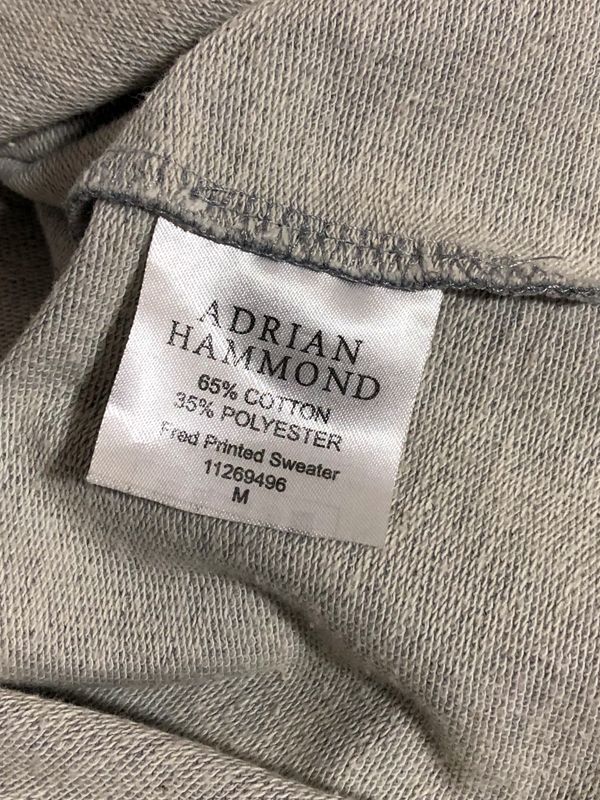 ADRIAN
HAMMOND
65% COTTON
35% POLYESTER
Fred Printed Sweater
11269496
M